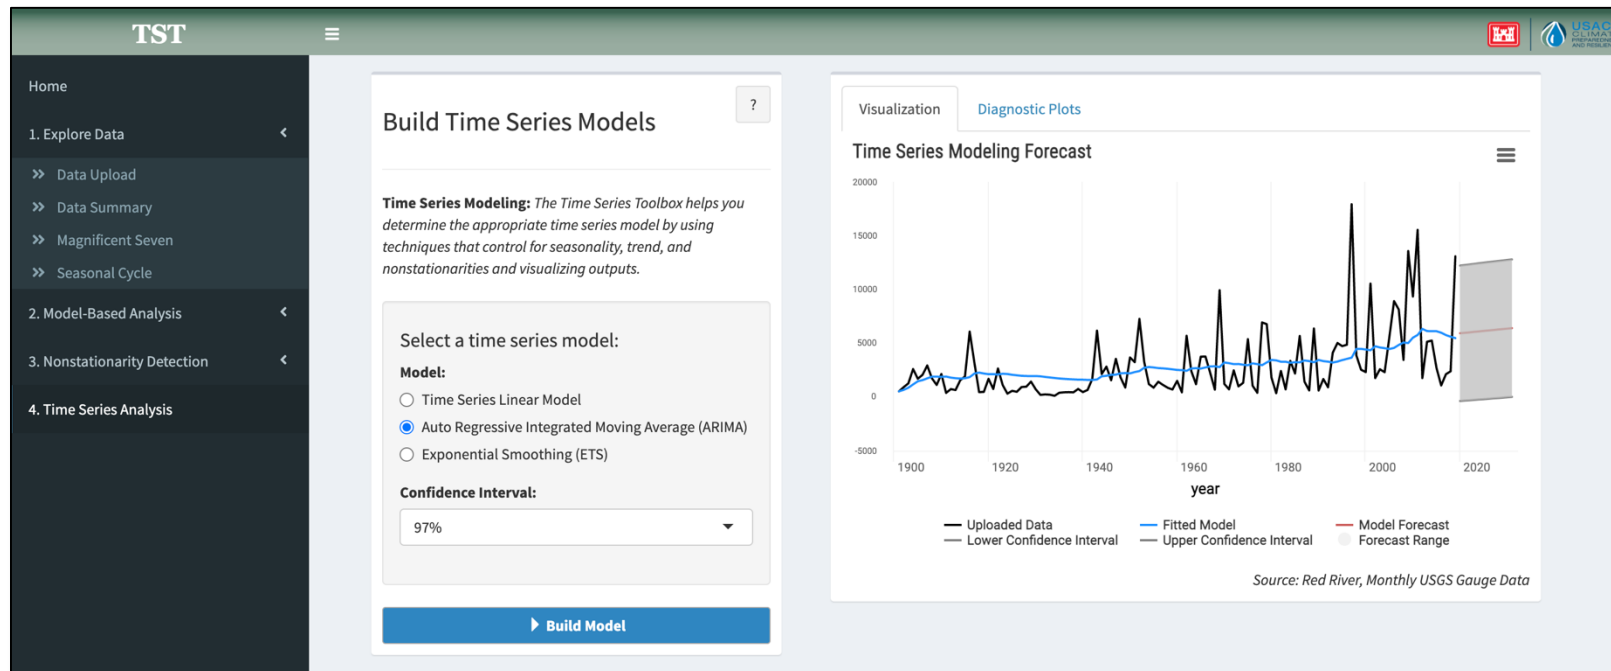 TST
USAC
CLIMAT
PREPAREDNE
AND RESILIEN
Home
1. Explore Data
Data Upload
Data Summary
Magnificent Seven
Seasonal Cycle
2. Model-Based Analysis
3. Nonstationarity Detection
4. Time Series Analysis
?
Build Time Series Models
Time Series Modeling: The Time Series Toolbox helps you
determine the appropriate time series model by using
techniques that control for seasonality, trend, and
nonstationarities and visualizing outputs.
Select a time series model:
Model:
Time Series Linear Model
Auto Regressive Integrated Moving Average (ARIMA)
Exponential Smoothing (ETS)
Confidence Interval:
97%
Build Model
Visualization Diagnostic Plots
Time Series Modeling Forecast
20000
15000
10000
5000
0
-5000
1900 1920 1940 1960 1980 2000 2020
year
Uploaded Data Fitted Model Model Forecast
Lower Confidence Interval Upper Confidence Interval Forecast Range
Source: Red River, Monthly USGS Gauge Data